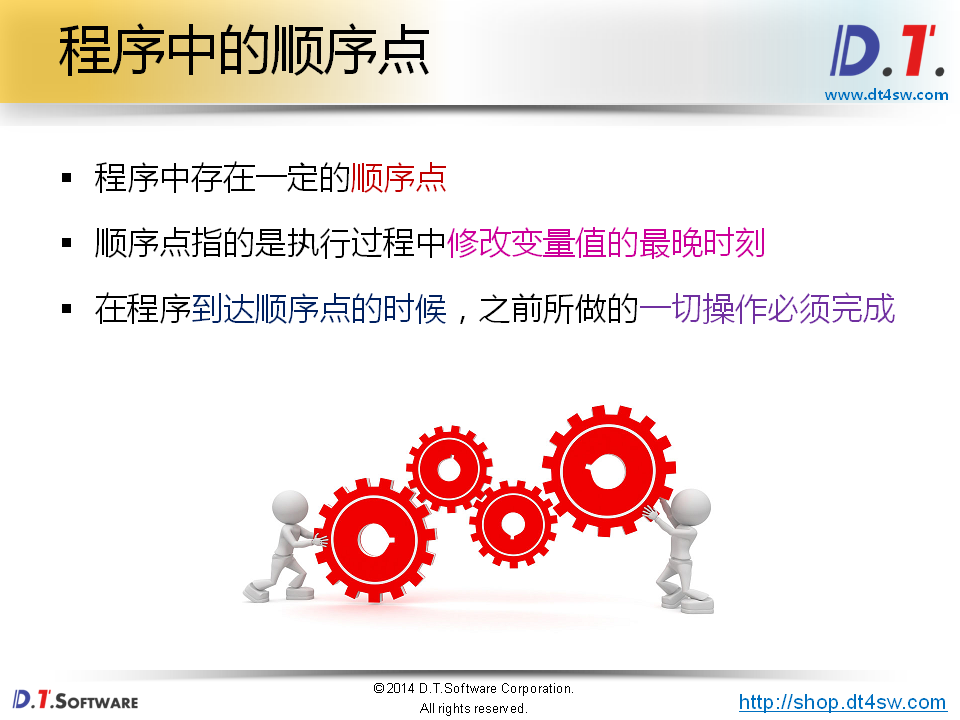 程序中的顺序点
D.T.
www.dt4sw.com
程序中存在一定的顺序点
顺序点指的是执行过程中修改变量值的最晚时刻
在程序到达顺序点的时候，之前所做的一切操作必须完成
D.T.SOFTWARE
©2014 D.T.Software Corporation.
All rights reserved.
http://shop.dt4sw.com